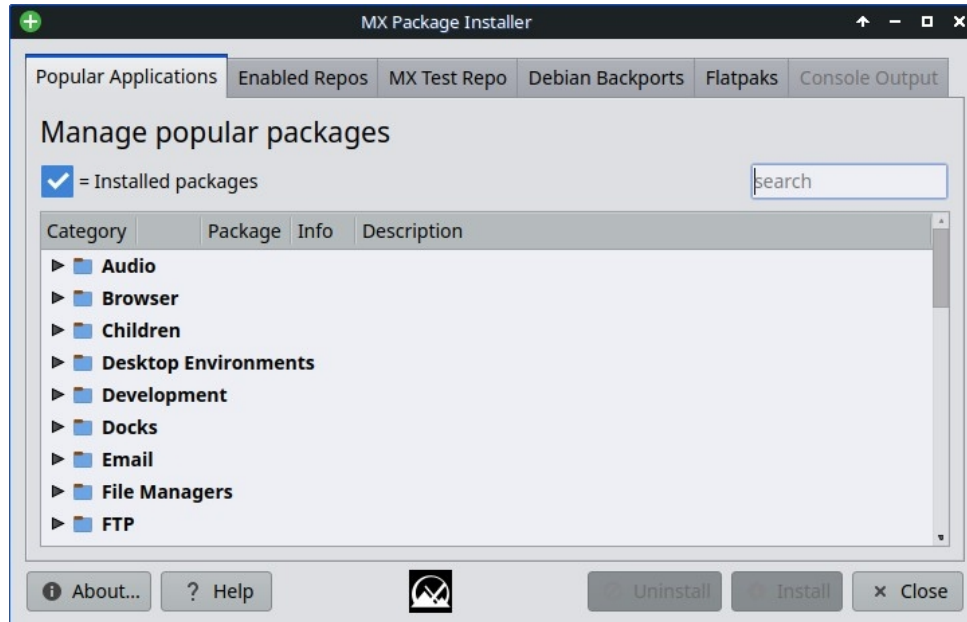 MX Package Installer
Popular Applications Enabled Repos MX Test Repo Debian Backports Flatpaks Console Output
Manage popular packages
= Installed packages
search
Category Package Info Description
Audio
Browser
Children
Desktop Environments
Development
Docks
Email
File Managers
FTP
About... ? Help Uninstall Install Close